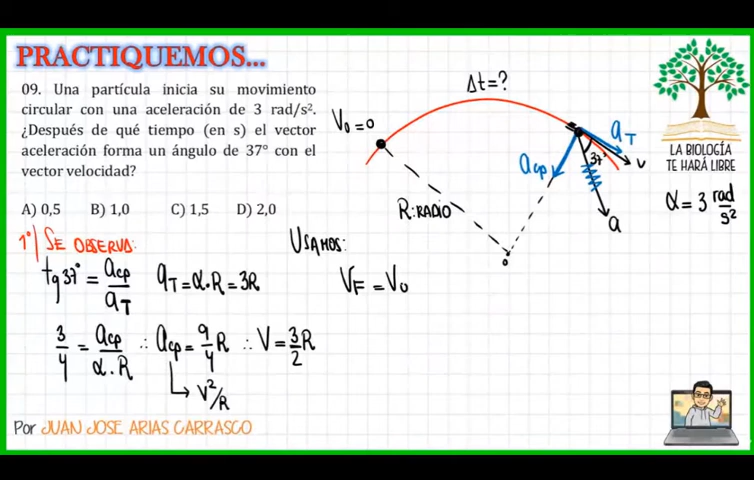 PRACTIQUEMOS...
09. Una partícula inicia su movimiento
circular con una aceleración de 3 rad/s².
¿Después de qué tiempo (en s) el vector
aceleración forma un ángulo de 37° con el
vector velocidad?
A) 0,5 B) 1,0 C) 1,5 D) 2,0
Δt=?
V₀=0
a_T
37°
v
a_cp
a
R:RADIO
o
LA BIOLOGÍA
TE HARÁ LIBRE
α = 3 rad/s²
1°/ SE OBSERVA:
tg37° = a_cp/a_T a_T = α.R = 3R
3/4 = a_cp/α.R ∴ a_cp = 9/4 R ∴ V = 3/2 R
V²/R
USAMOS:
V_F = V₀
Por JUAN JOSE ARIAS CARRASCO